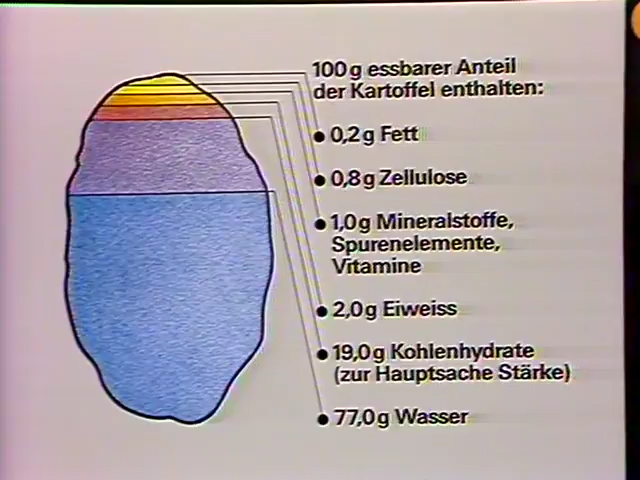 100 g essbarer Anteil
der Kartoffel enthalten:
0,2 g Fett
0,8 g Zellulose
1,0 g Mineralstoffe,
Spurenelemente,
Vitamine
2,0 g Eiweiss
19,0 g Kohlenhydrate
(zur Hauptsache Stärke)
77,0 g Wasser